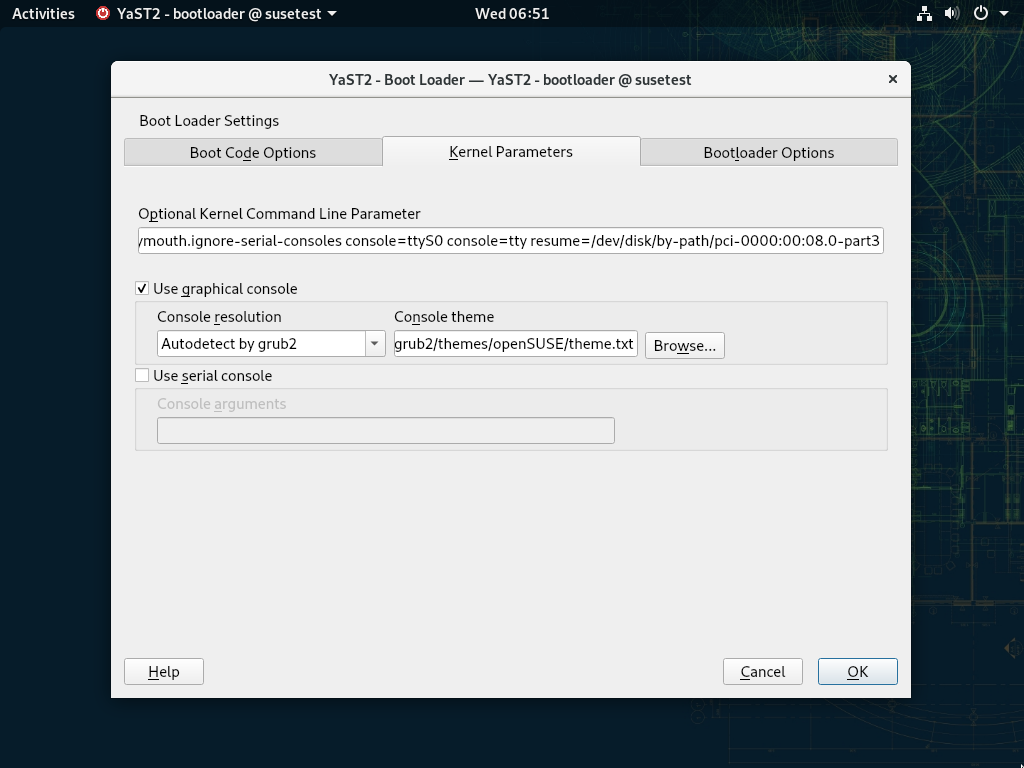 Activities YaST2 - bootloader @ susetest Wed 06:51
YaST2 - Boot Loader — YaST2 - bootloader @ susetest
Boot Loader Settings
Boot Code Options Kernel Parameters Bootloader Options
Optional Kernel Command Line Parameter
ymouth.ignore-serial-consoles console=ttyS0 console=tty resume=/dev/disk/by-path/pci-0000:00:08.0-part3
Use graphical console
Console resolution Console theme
Autodetect by grub2 grub2/themes/openSUSE/theme.txt Browse...
Use serial console
Console arguments
Help Cancel OK